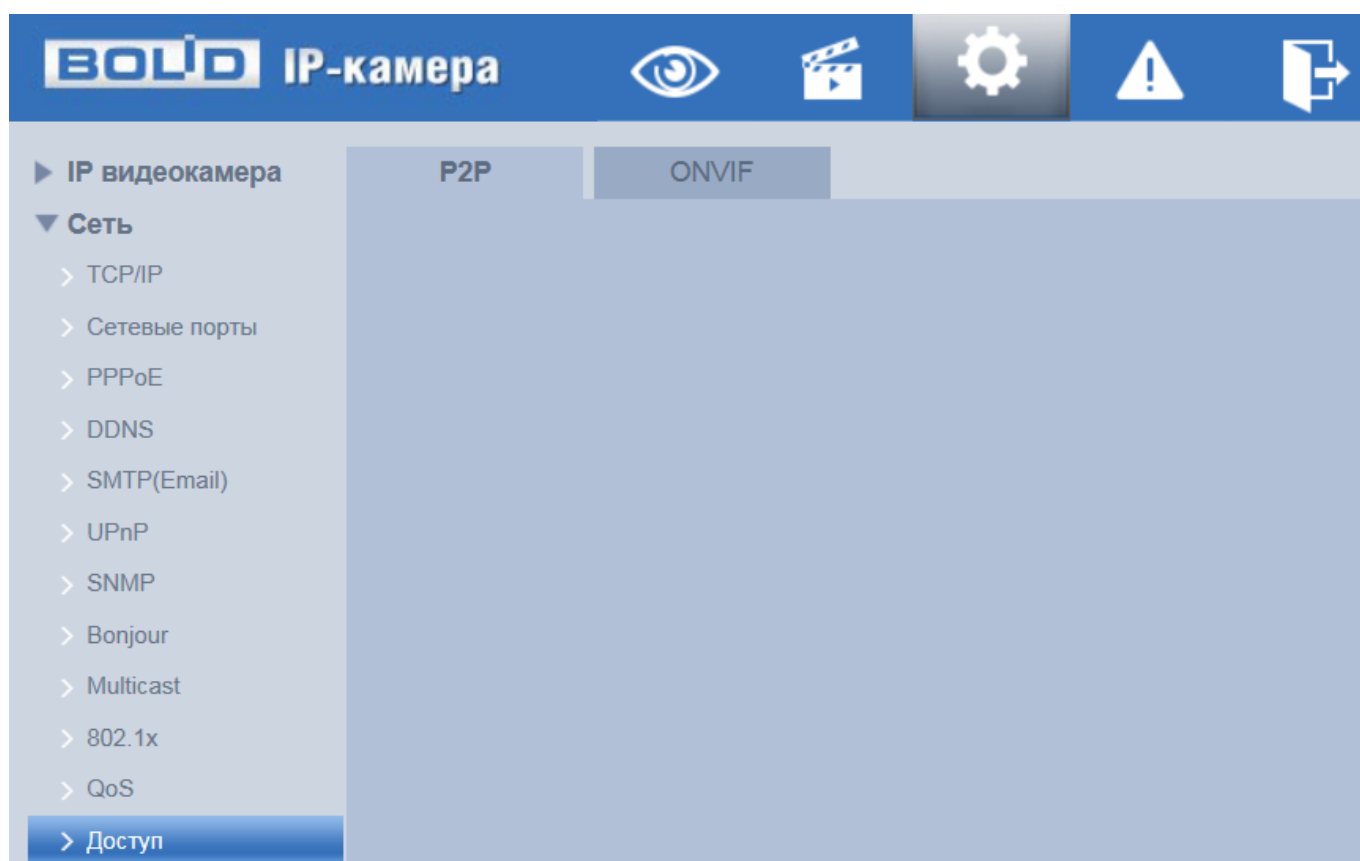 BOLID IP-камера
IP видеокамера
P2P
ONVIF
Сеть
TCP/IP
Сетевые порты
PPPoE
DDNS
SMTP(Email)
UPnP
SNMP
Bonjour
Multicast
802.1x
QoS
Доступ